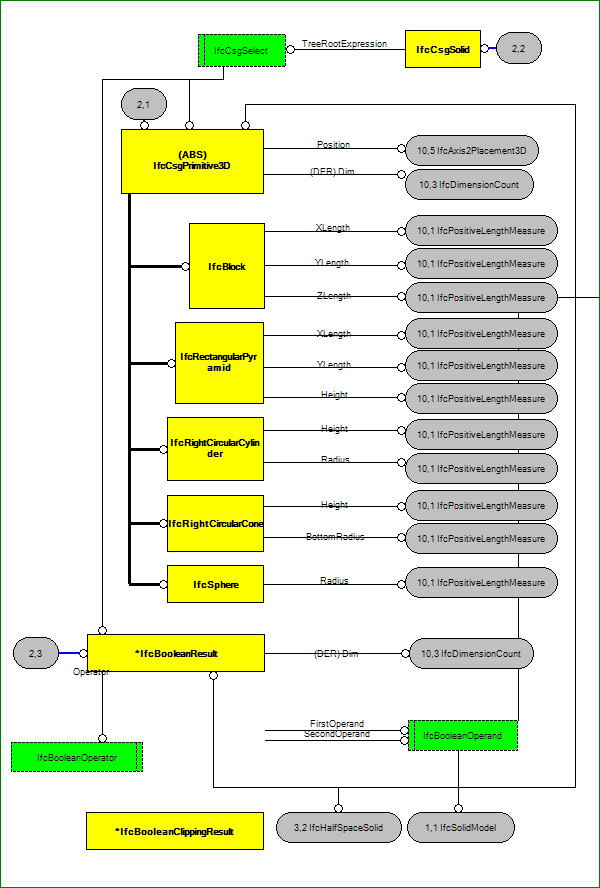 IfcCsgSelect
TreeRootExpression
IfcCsgSolid
2,2
2,1
(ABS)
IfcCsgPrimitive3D
Position
10,5 IfcAxis2Placement3D
(DER) Dim
10,3 IfcDimensionCount
IfcBlock
XLength
10,1 IfcPositiveLengthMeasure
YLength
10,1 IfcPositiveLengthMeasure
ZLength
10,1 IfcPositiveLengthMeasure
IfcRectangularPyr
amid
XLength
10,1 IfcPositiveLengthMeasure
YLength
10,1 IfcPositiveLengthMeasure
Height
10,1 IfcPositiveLengthMeasure
IfcRightCircularCylin
der
Height
10,1 IfcPositiveLengthMeasure
Radius
10,1 IfcPositiveLengthMeasure
IfcRightCircularCone
Height
10,1 IfcPositiveLengthMeasure
BottomRadius
10,1 IfcPositiveLengthMeasure
IfcSphere
Radius
10,1 IfcPositiveLengthMeasure
2,3
*IfcBooleanResult
(DER) Dim
10,3 IfcDimensionCount
Operator
FirstOperand
SecondOperand
IfcBooleanOperand
IfcBooleanOperator
*IfcBooleanClippingResult
3,2 IfcHalfSpaceSolid
1,1 IfcSolidModel